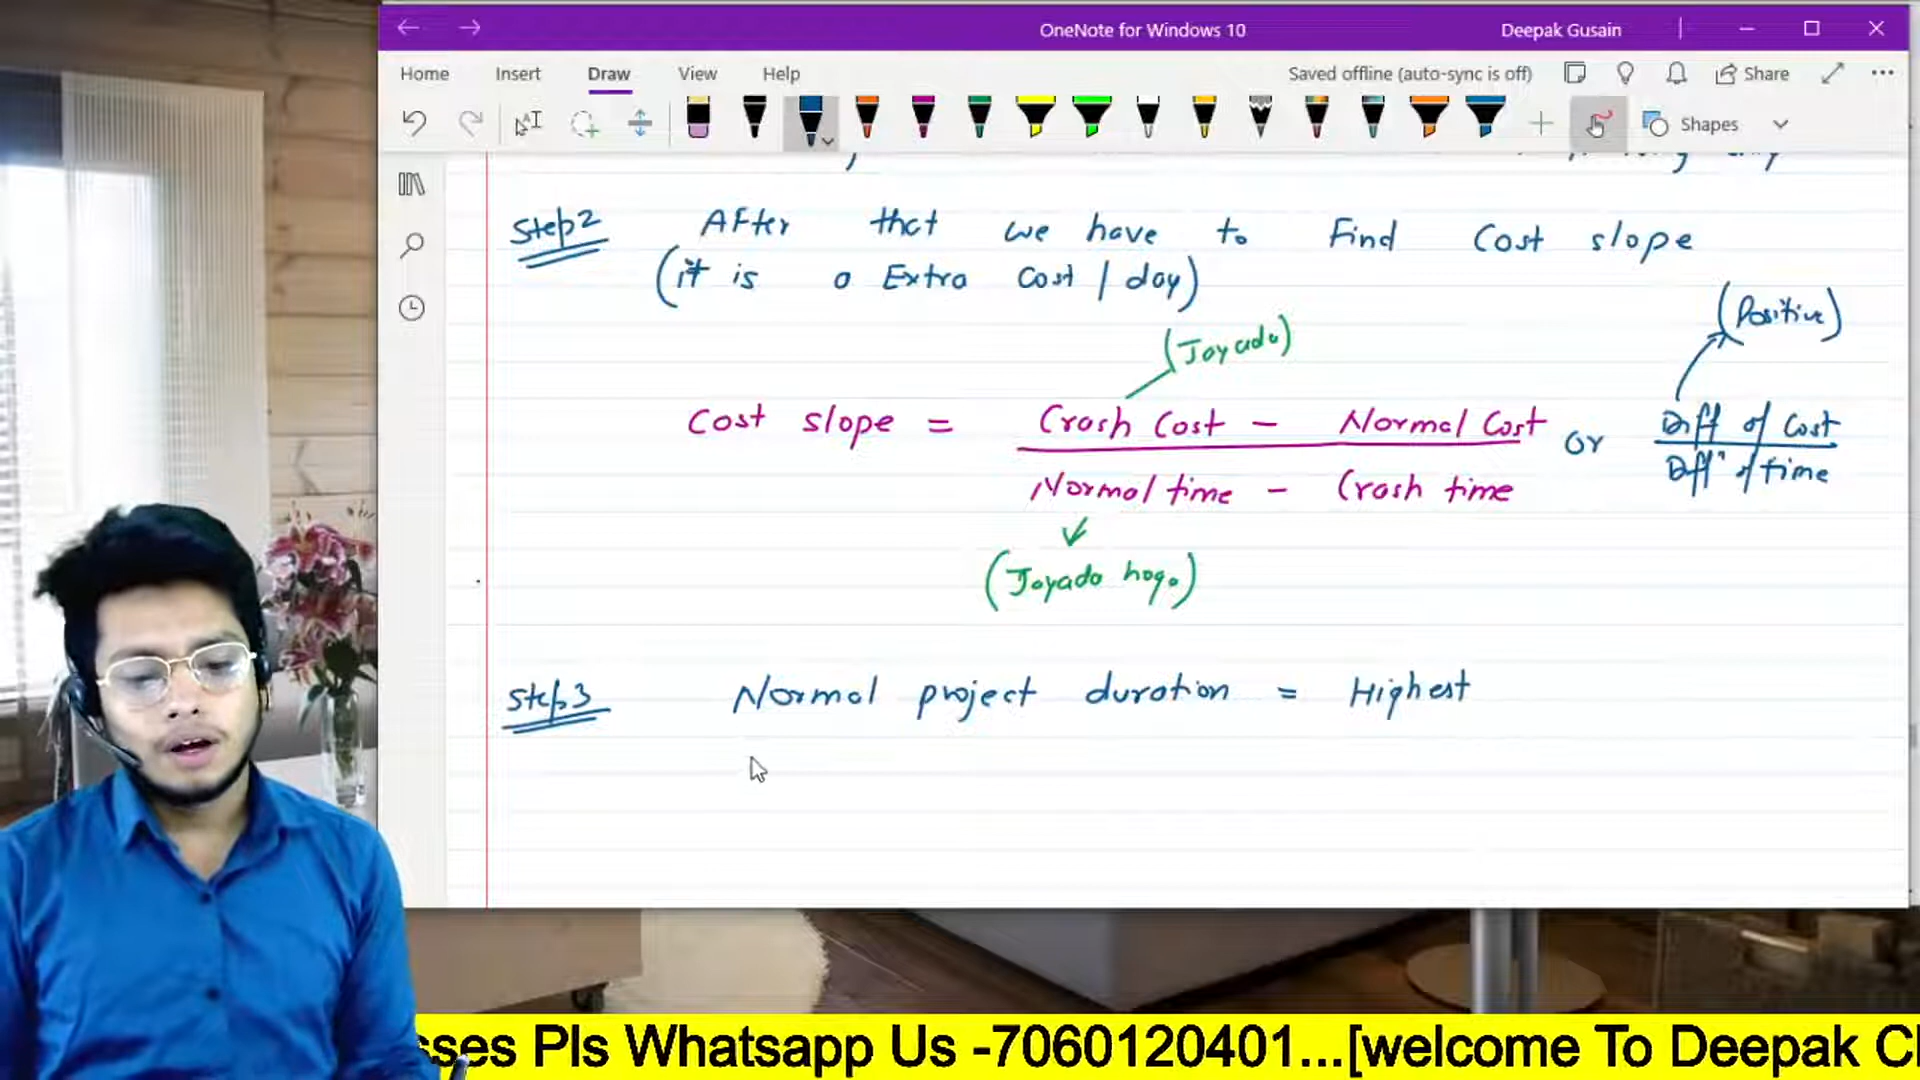 OneNote for Windows 10
Deepak Gusain
Home Insert Draw View Help
Saved offline (auto-sync is off)
Share
Shapes
Step2 After that we have to Find Cost slope
(it is a Extra Cost / day)
(Positive)
(Jayada)
Cost slope = Crash Cost - Normal Cost or Diff of Cost
Normal time - Crash time Diff" of time
(Jayada hoga)
Step3 Normal project duration = Highest
sses Pls Whatsapp Us -7060120401...[welcome To Deepak Cl